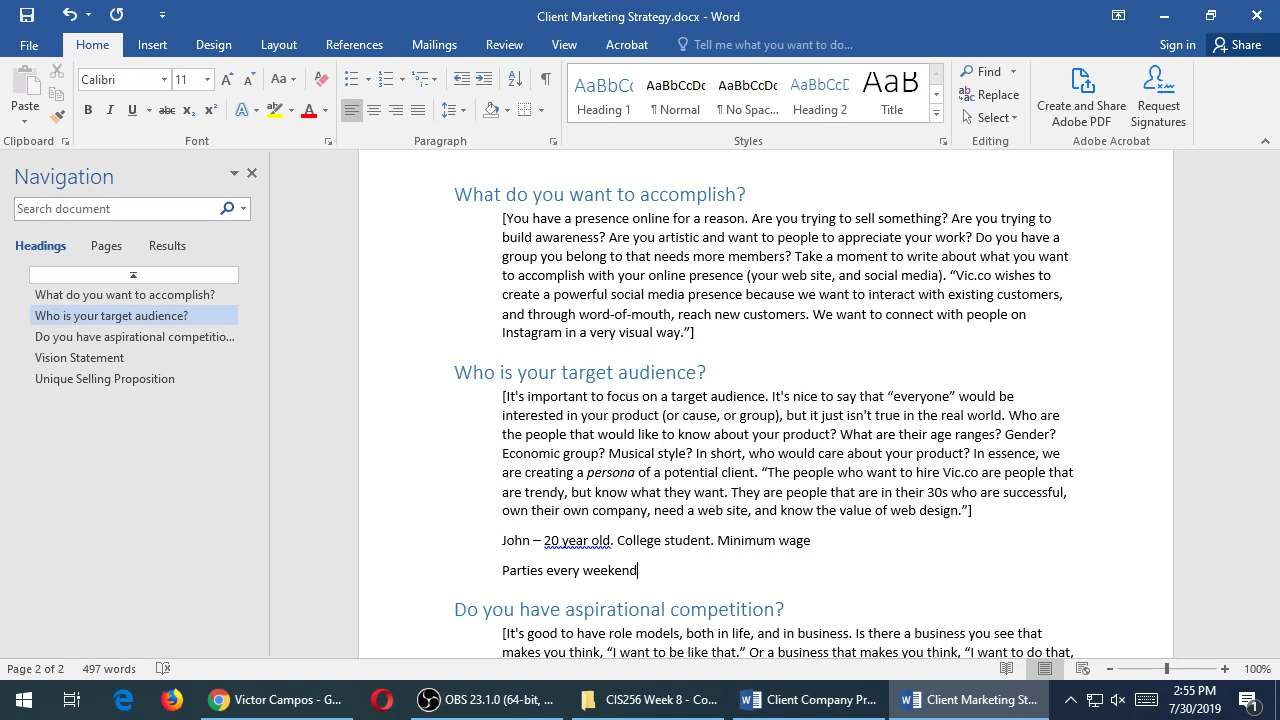 Client Marketing Strategy.docx - Word
File Home Insert Design Layout References Mailings Review View Acrobat Tell me what you want to do... Sign in Share
Paste
Clipboard
Calibri 11
B I U abc X₂ X²
Font
Paragraph
AaBbCc AaBbCcDc AaBbCcDc AaBbCcD AaB
Heading 1 ¶ Normal ¶ No Spac... Heading 2 Title
Styles
Find
Replace
Select
Editing
Create and Share Adobe PDF
Request Signatures
Adobe Acrobat
Navigation
Search document
Headings Pages Results
What do you want to accomplish?
Who is your target audience?
Do you have aspirational competitio...
Vision Statement
Unique Selling Proposition
What do you want to accomplish?
[You have a presence online for a reason. Are you trying to sell something? Are you trying to
build awareness? Are you artistic and want to people to appreciate your work? Do you have a
group you belong to that needs more members? Take a moment to write about what you want
to accomplish with your online presence (your web site, and social media). “Vic.co wishes to
create a powerful social media presence because we want to interact with existing customers,
and through word-of-mouth, reach new customers. We want to connect with people on
Instagram in a very visual way.”]
Who is your target audience?
[It's important to focus on a target audience. It's nice to say that “everyone” would be
interested in your product (or cause, or group), but it just isn't true in the real world. Who are
the people that would like to know about your product? What are their age ranges? Gender?
Economic group? Musical style? In short, who would care about your product? In essence, we
are creating a persona of a potential client. “The people who want to hire Vic.co are people that
are trendy, but know what they want. They are people that are in their 30s who are successful,
own their own company, need a web site, and know the value of web design.”]
John – 20 year old. College student. Minimum wage
Parties every weekend
Do you have aspirational competition?
[It's good to have role models, both in life, and in business. Is there a business you see that
makes you think, “I want to be like that.” Or a business that makes you think, “I want to do that,
Page 2 of 2 497 words 100%
Victor Campos - G... OBS 23.1.0 (64-bit, ... CIS256 Week 8 - Co... Client Company Pr... Client Marketing St...
2:55 PM
7/30/2019
1